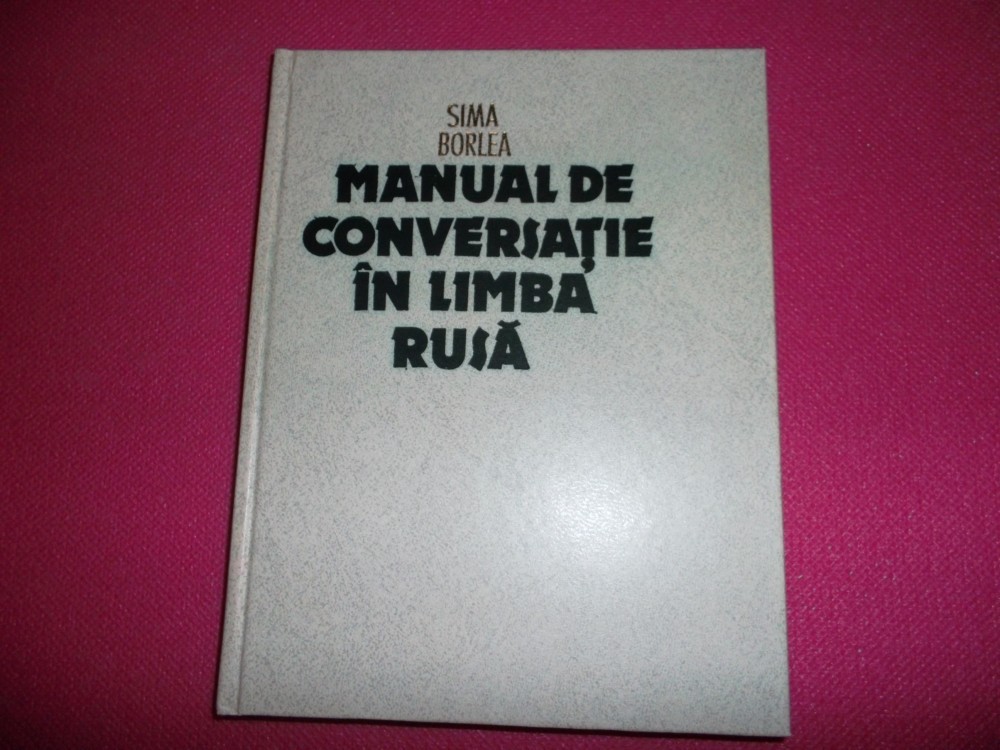 SIMA
BORLEA
MANUAL DE
CONVERSAȚIE
ÎN LIMBA
RUSĂ